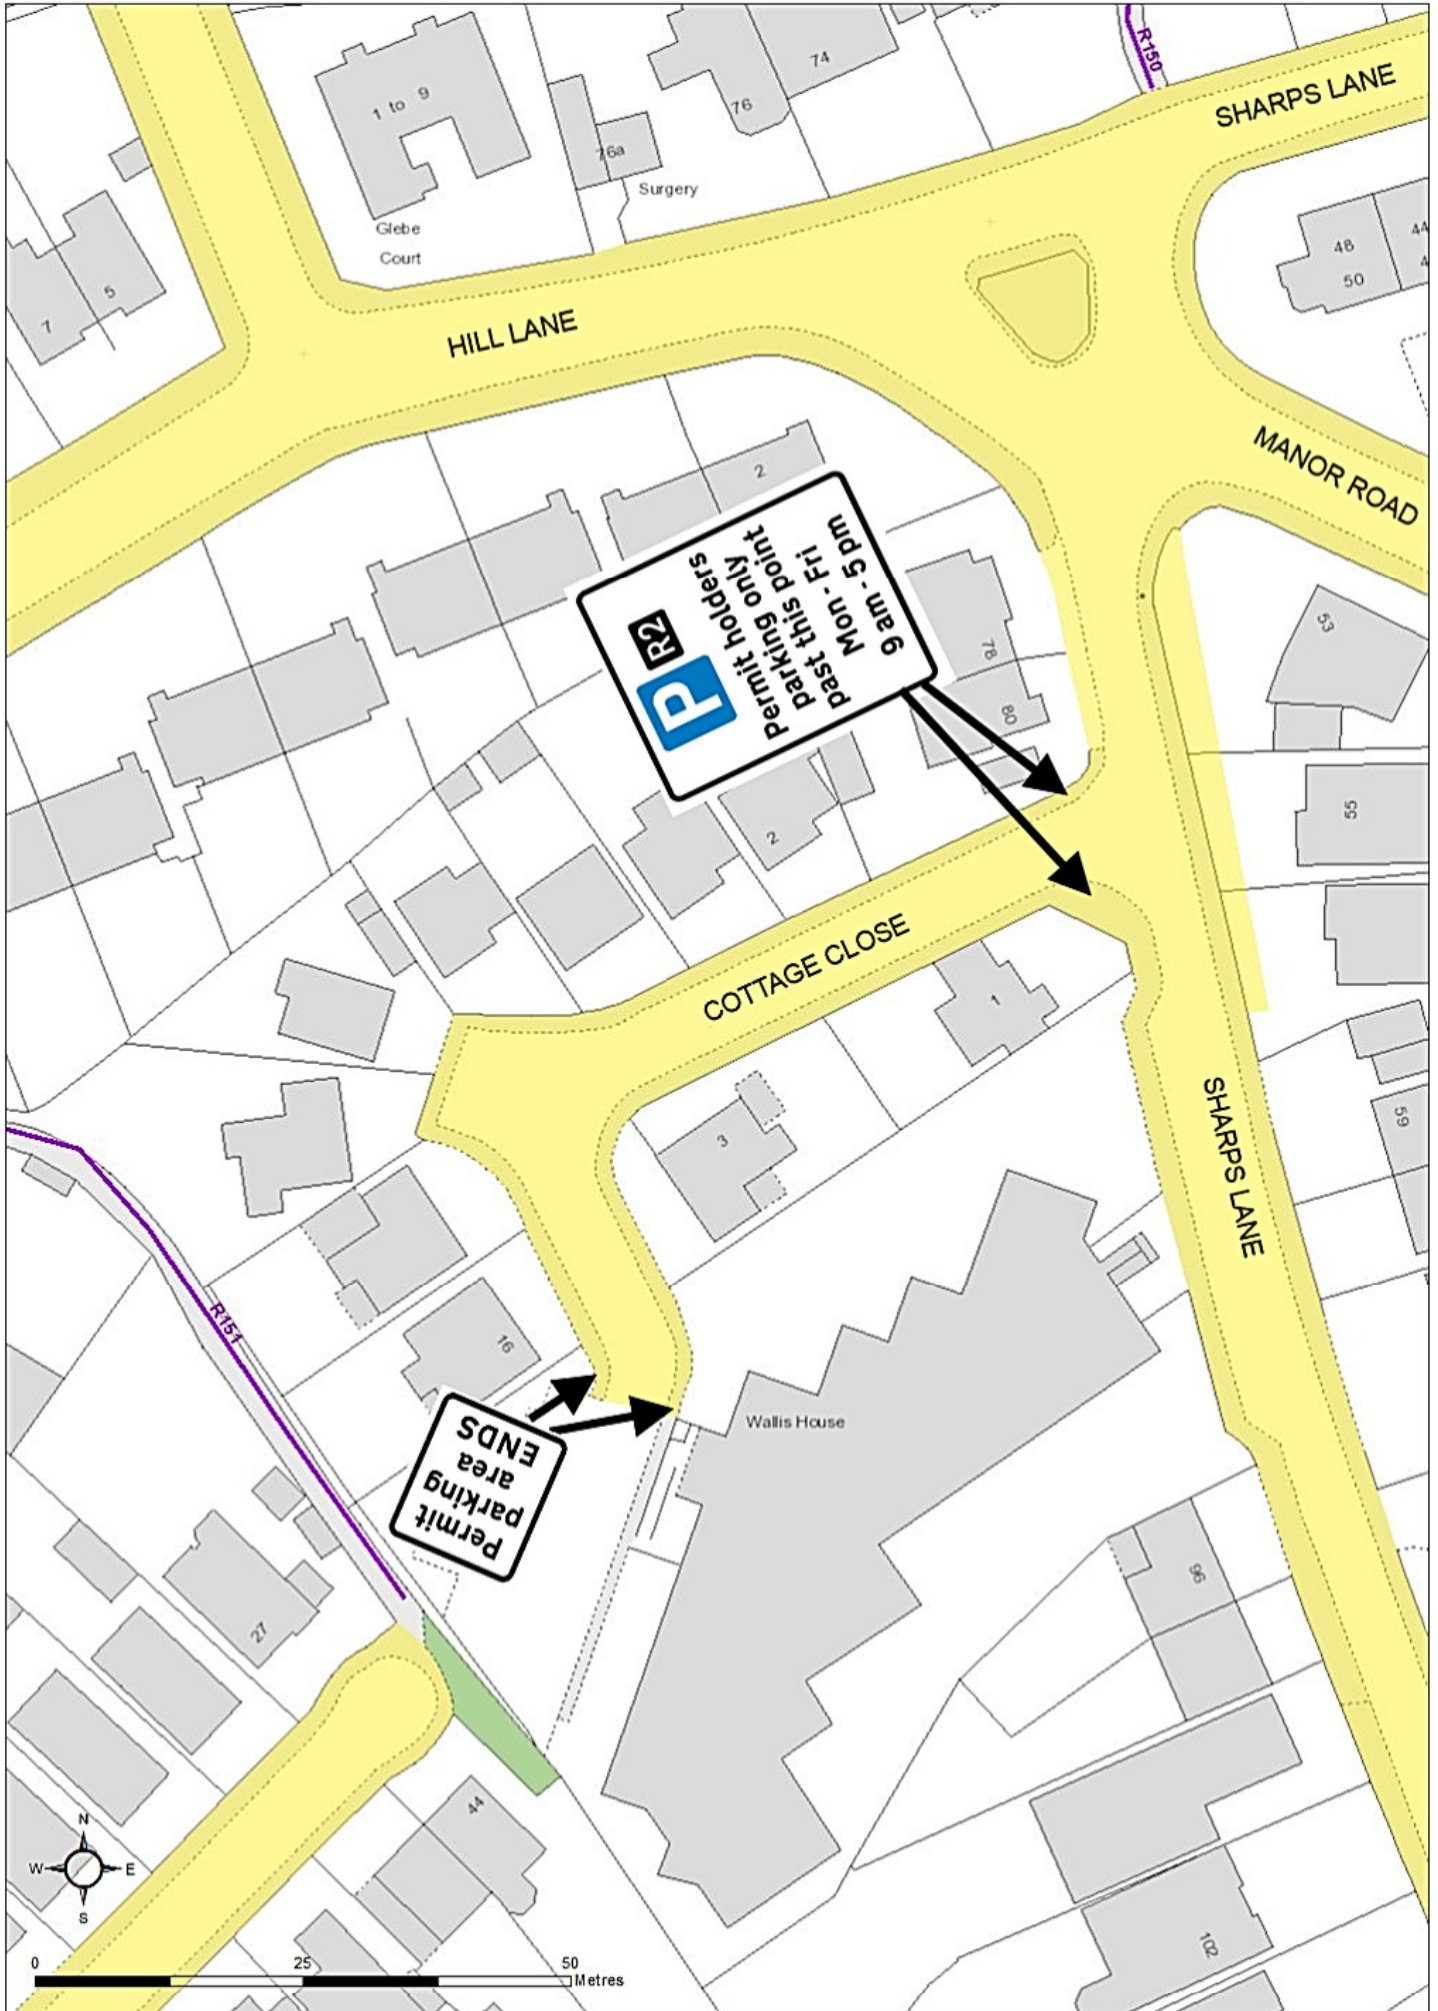 R150
SHARPS LANE
1 to 9
74
76
76a
Surgery
Glebe
Court
5
7
48
50
44
4
HILL LANE
MANOR ROAD
2
P R2
Permit holders
parking only
past this point
Mon - Fri
9 am - 5 pm
78
80
53
2
55
COTTAGE CLOSE
1
3
59
SHARPS LANE
R151
16
Wallis House
Permit
parking
area
ENDS
96
27
44
102
N
W E
S
0 25 50
Metres